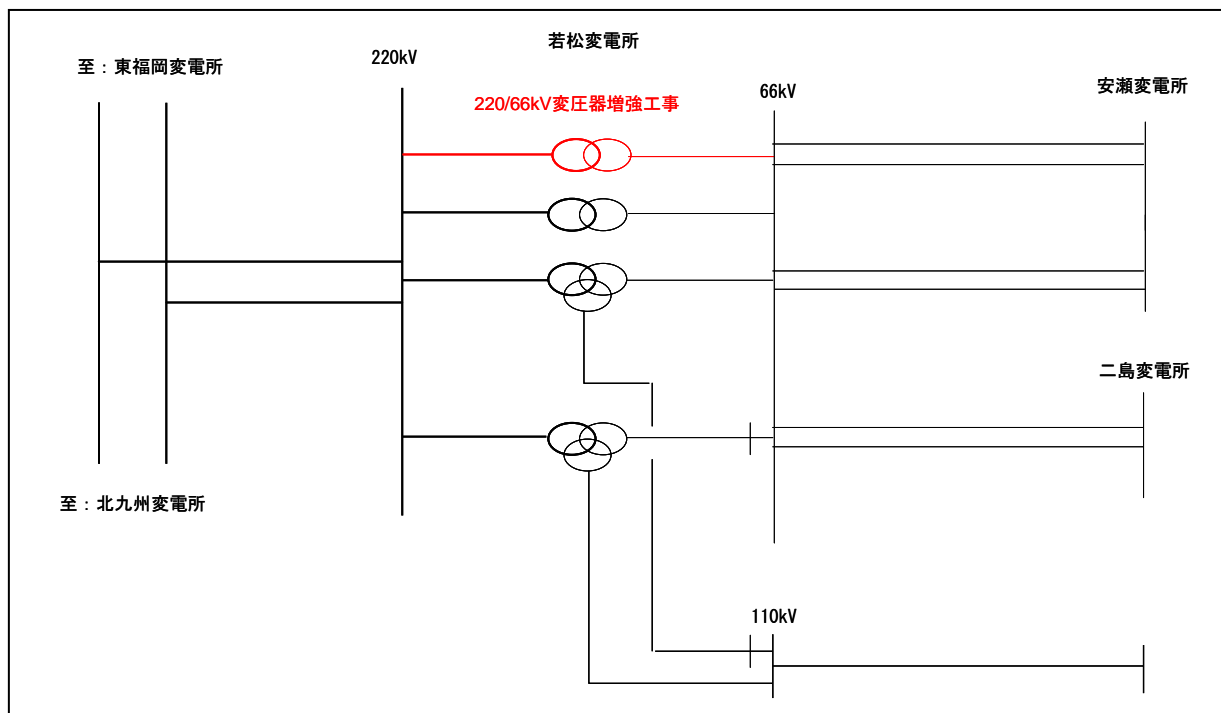 若松変電所
220kV
至：東福岡変電所
安瀬変電所
220/66kV変圧器増強工事
66kV
二島変電所
至：北九州変電所
110kV